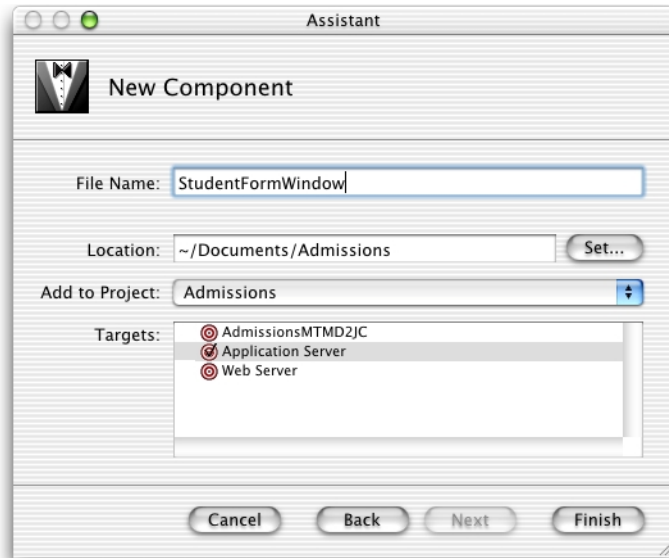 Assistant
New Component
File Name: StudentFormWindow
Location: ~/Documents/Admissions Set...
Add to Project: Admissions
Targets: AdmissionsMTMD2JC
Application Server
Web Server
Cancel Back Next Finish